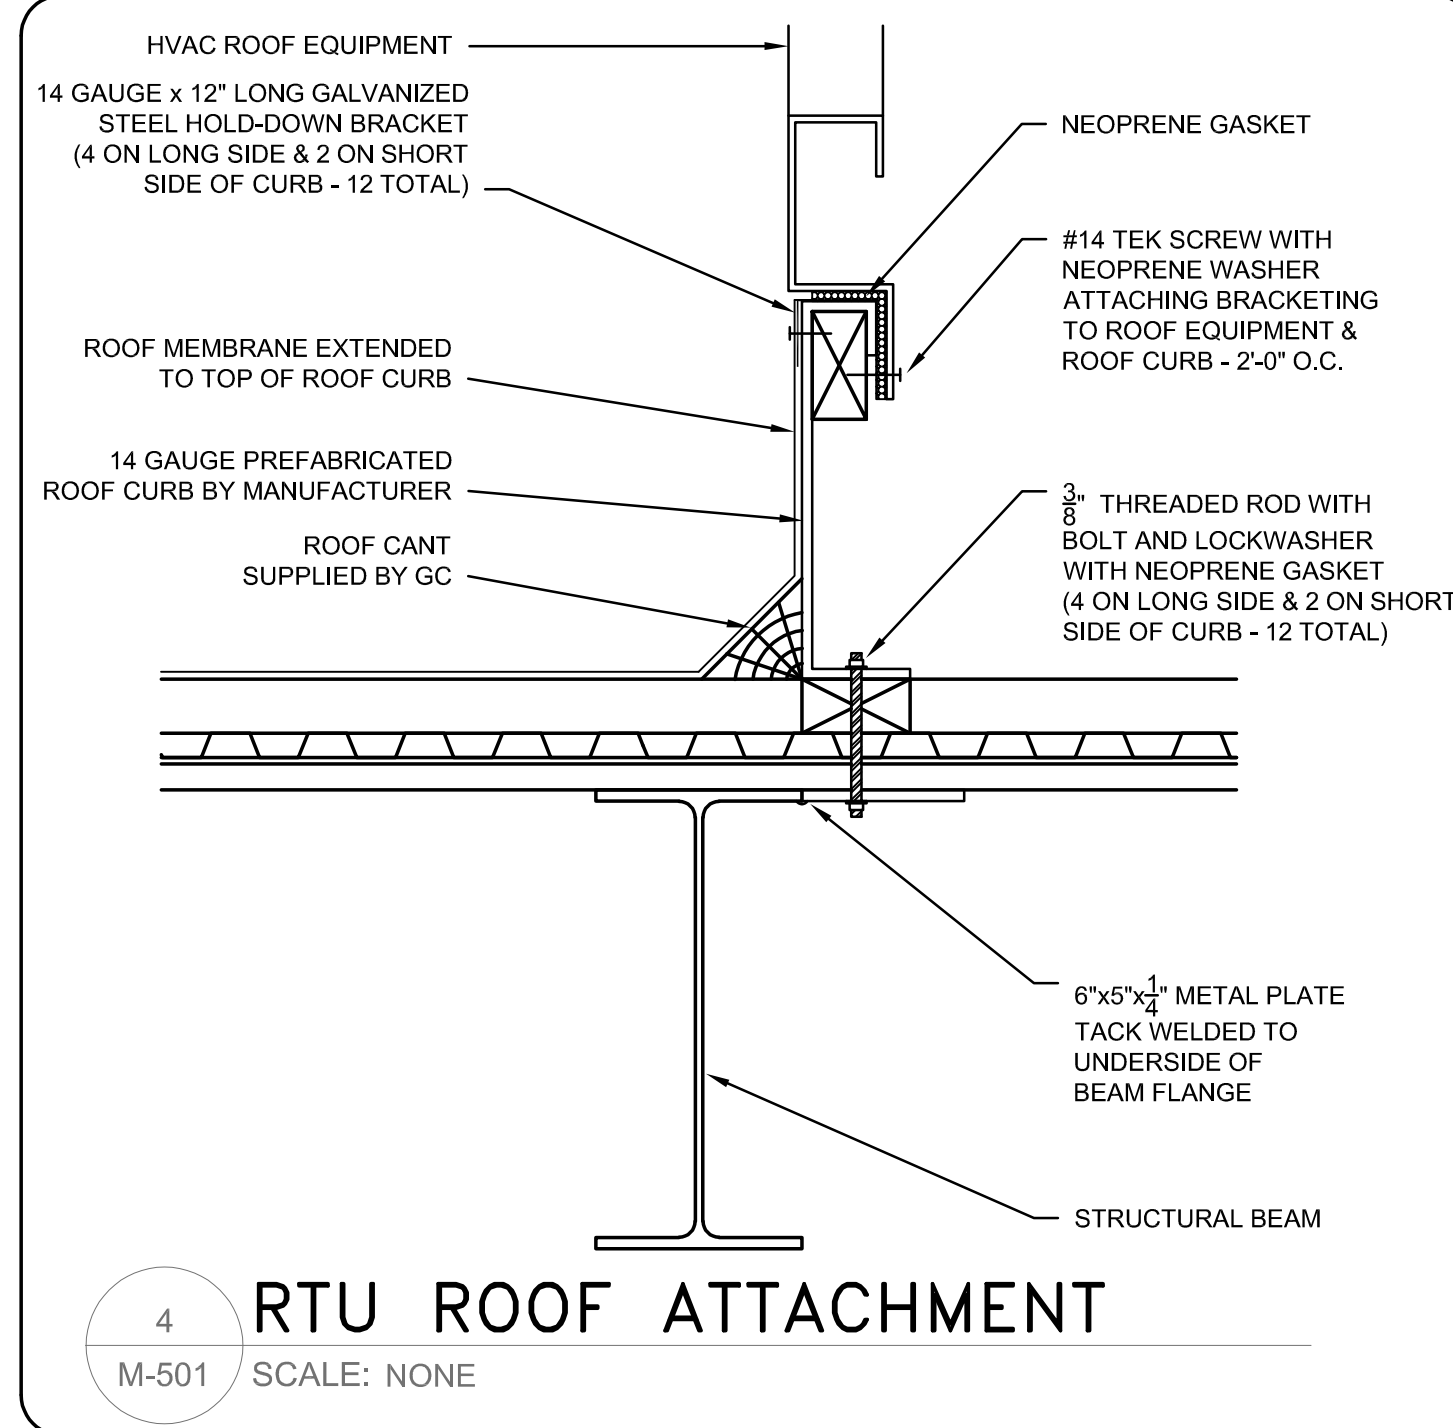 HVAC ROOF EQUIPMENT
14 GAUGE x 12" LONG GALVANIZED
STEEL HOLD-DOWN BRACKET
(4 ON LONG SIDE & 2 ON SHORT
SIDE OF CURB - 12 TOTAL)
ROOF MEMBRANE EXTENDED
TO TOP OF ROOF CURB
14 GAUGE PREFABRICATED
ROOF CURB BY MANUFACTURER
ROOF CANT
SUPPLIED BY GC
NEOPRENE GASKET
#14 TEK SCREW WITH
NEOPRENE WASHER
ATTACHING BRACKETING
TO ROOF EQUIPMENT &
ROOF CURB - 2'-0" O.C.
3/8" THREADED ROD WITH
BOLT AND LOCKWASHER
WITH NEOPRENE GASKET
(4 ON LONG SIDE & 2 ON SHORT
SIDE OF CURB - 12 TOTAL)
6"x5"x1/4" METAL PLATE
TACK WELDED TO
UNDERSIDE OF
BEAM FLANGE
STRUCTURAL BEAM
4
M-501
RTU ROOF ATTACHMENT
SCALE: NONE